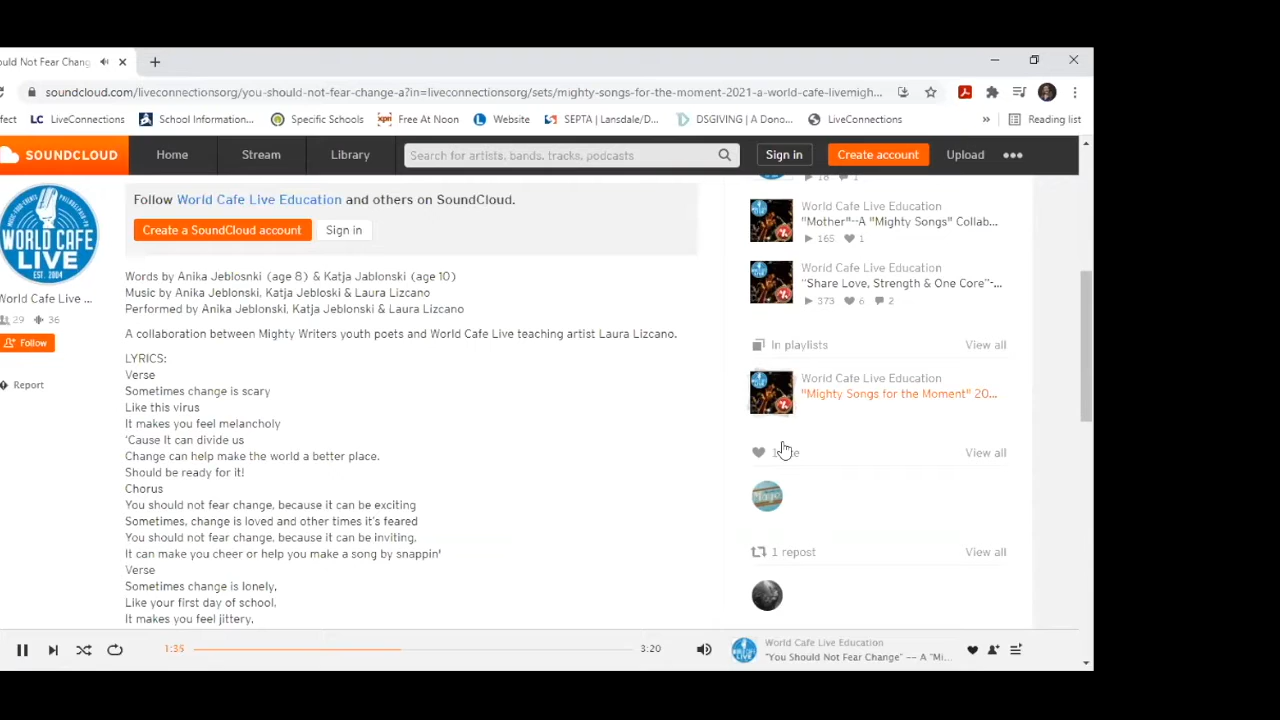 ould Not Fear Chang
soundcloud.com/liveconnectionsorg/you-should-not-fear-change-a?in=liveconnectionsorg/sets/mighty-songs-for-the-moment-2021-a-world-cafe-livemigh...
fect LC LiveConnections School Information... Specific Schools xpn Free At Noon Website SEPTA | Lansdale/D... DSGIVING | A Dono... LiveConnections » Reading list
SOUNDCLOUD Home Stream Library Search for artists, bands, tracks, podcasts Sign in Create account Upload
Follow World Cafe Live Education and others on SoundCloud.
Create a SoundCloud account Sign in
WORLD CAFE
LIVE
EST. 2004
World Cafe Live ...
29 36
Follow
Report
Words by Anika Jeblosnki (age 8) & Katja Jablonski (age 10)
Music by Anika Jeblonski, Katja Jebloski & Laura Lizcano
Performed by Anika Jeblonski, Katja Jeblonski & Laura Lizcano
A collaboration between Mighty Writers youth poets and World Cafe Live teaching artist Laura Lizcano.
LYRICS:
Verse
Sometimes change is scary
Like this virus
It makes you feel melancholy
‘Cause It can divide us
Change can help make the world a better place.
Should be ready for it!
Chorus
You should not fear change, because it can be exciting
Sometimes, change is loved and other times it’s feared
You should not fear change, because it can be inviting,
It can make you cheer or help you make a song by snappin'
Verse
Sometimes change is lonely,
Like your first day of school,
It makes you feel jittery,
18 1
World Cafe Live Education
"Mother"--A "Mighty Songs" Collab...
165 1
World Cafe Live Education
"Share Love, Strength & One Core"-...
373 6 2
In playlists View all
World Cafe Live Education
"Mighty Songs for the Moment" 20...
View all
1 repost View all
1:35 3:20
World Cafe Live Education
"You Should Not Fear Change" -- A "Mi...